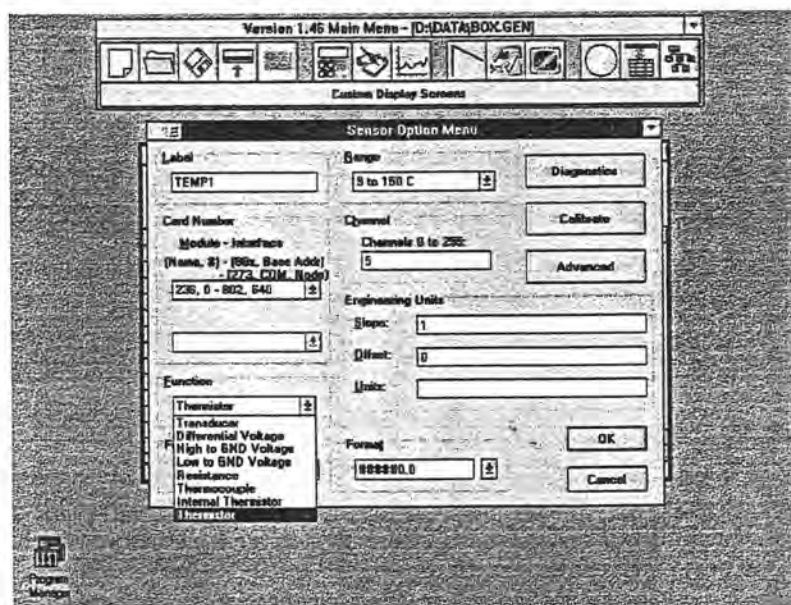 Version 1.46 Main Menu - [D:\DATA\BOX.GEN]
Custom Display Screens
Sensor Option Menu
Label
TEMP1
Range
5 to 150 C
Diagnostics
Card Number
Module - Interface
(Name, #) - (88x, Base Addr)
- (273, COM, Node)
236, 0 - 802, 640
Channel
Channels 0 to 255:
5
Calibrate
Advanced
Engineering Units
Slope:
1
Offset:
0
Units:
Function
Thermistor
Transducer
Differential Voltage
High to GND Voltage
Low to GND Voltage
Resistance
Thermocouple
Internal Thermistor
Thermistor
F
Format
######0.0
OK
Cancel
Program
Manager